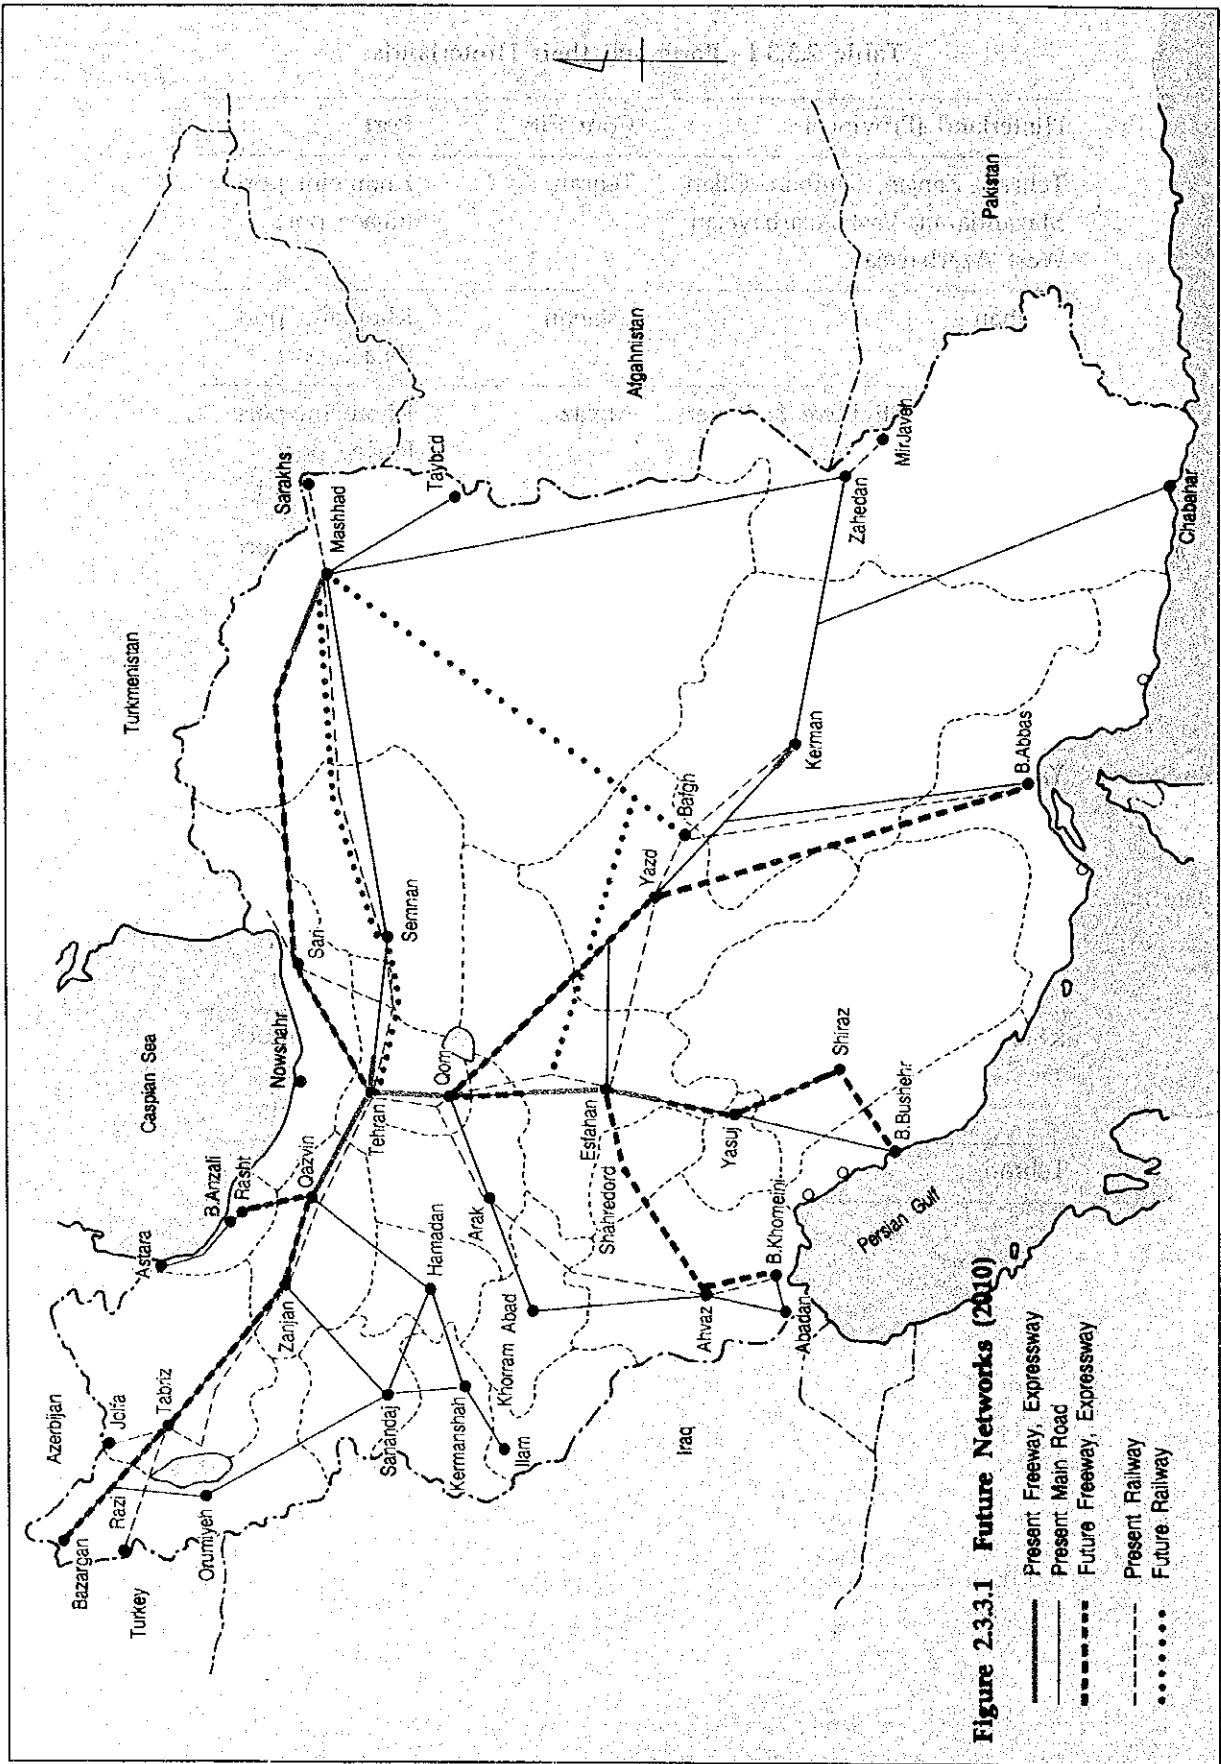 Figure 2.3.3.1 Future Networks (2010)
Present Freeway, Expressway
Present Main Road
Future Freeway, Expressway
Present Railway
Future Railway
Azerbijan
Turkey
Iraq
Caspian Sea
Turkmenistan
Afgahnistan
Pakistan
Persian Gulf
Bazargan
Razi
Jolfa
Tabriz
Orumiyeh
Astara
B.Anzali
Rasht
Zanjan
Qazvin
Nowshahr
Sari
Tehran
Semnan
Sarakhs
Mashhad
Taybad
Sanandaj
Hamadan
Kermanshah
Ilam
Khorram Abad
Arak
Qom
Esfahan
Shahredord
Yazd
Bafgh
Kerman
Zahedan
MirJaveh
Ahvaz
Abadan
B.Khomeini
Yasuj
Shiraz
B.Bushehr
B.Abbas
Chabahar